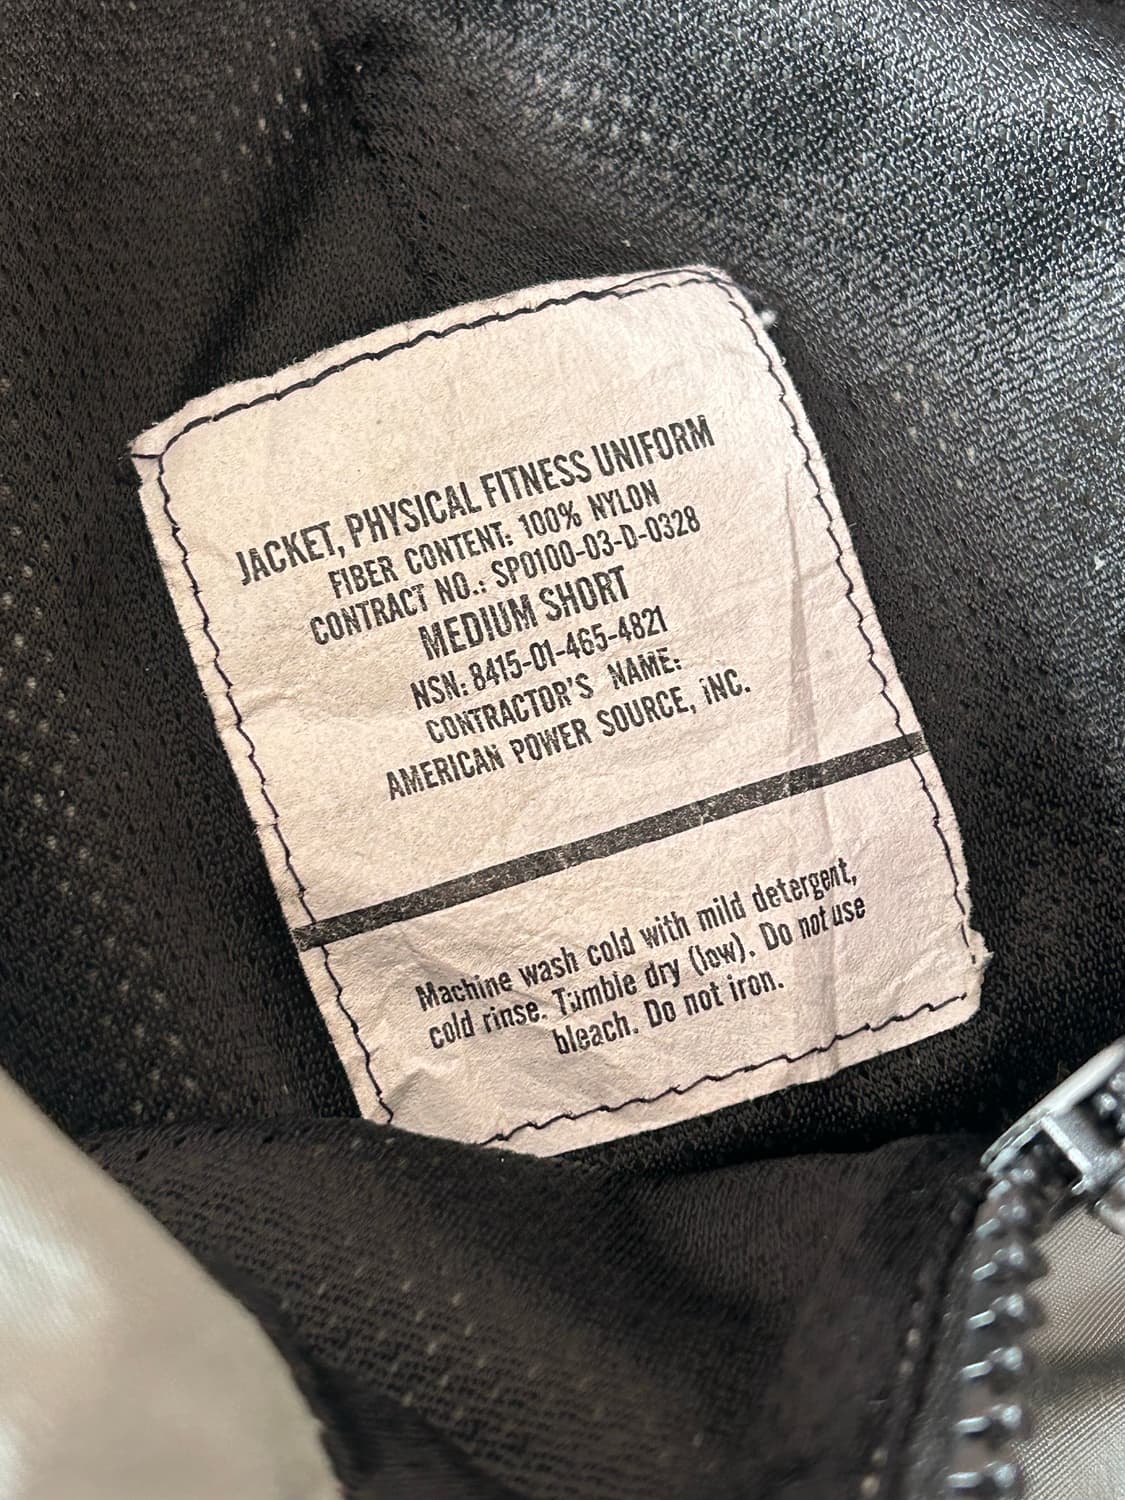 JACKET, PHYSICAL FITNESS UNIFORM
FIBER CONTENT: 100% NYLON
CONTRACT NO.: SP0100-03-D-0328
MEDIUM SHORT
NSN: 8415-01-465-4821
CONTRACTOR'S NAME:
AMERICAN POWER SOURCE, INC.
Machine wash cold with mild detergent,
cold rinse. Tumble dry (low). Do not use
bleach. Do not iron.